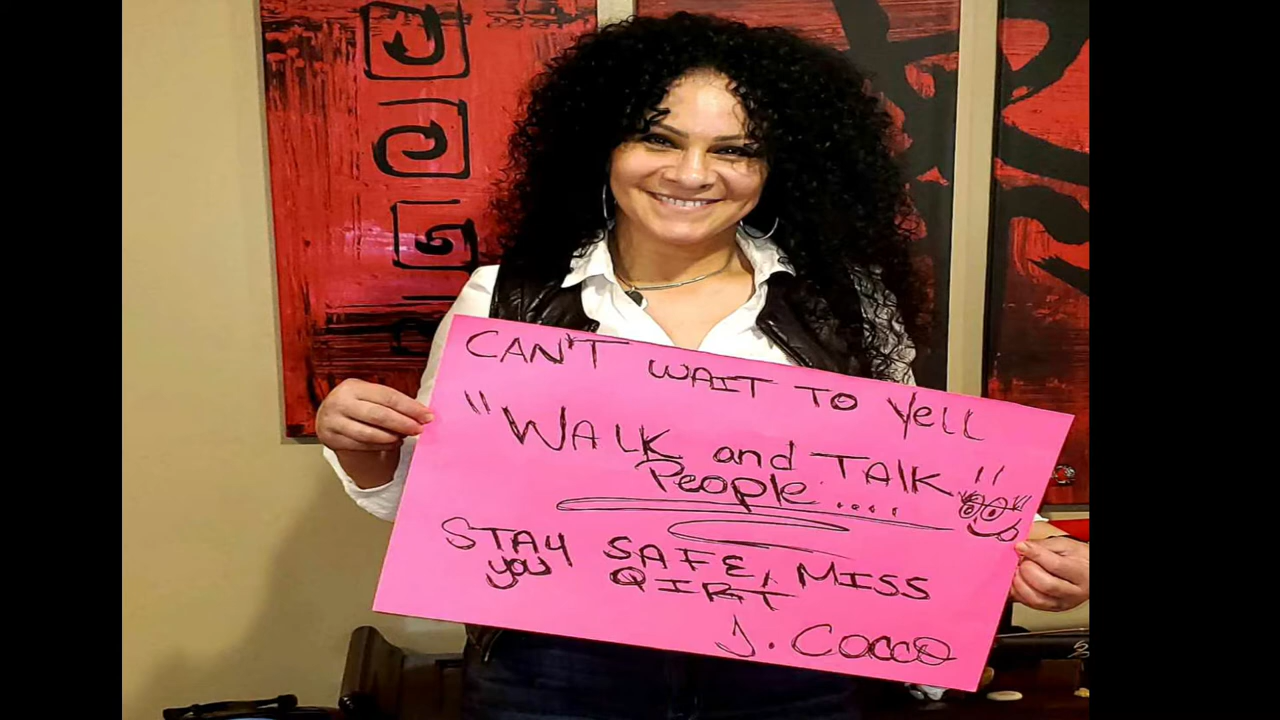 CAN'T WAIT TO YELL
"WALK and TALK"
People....
STAY SAFE, MISS
you QIRT
J. Cocco